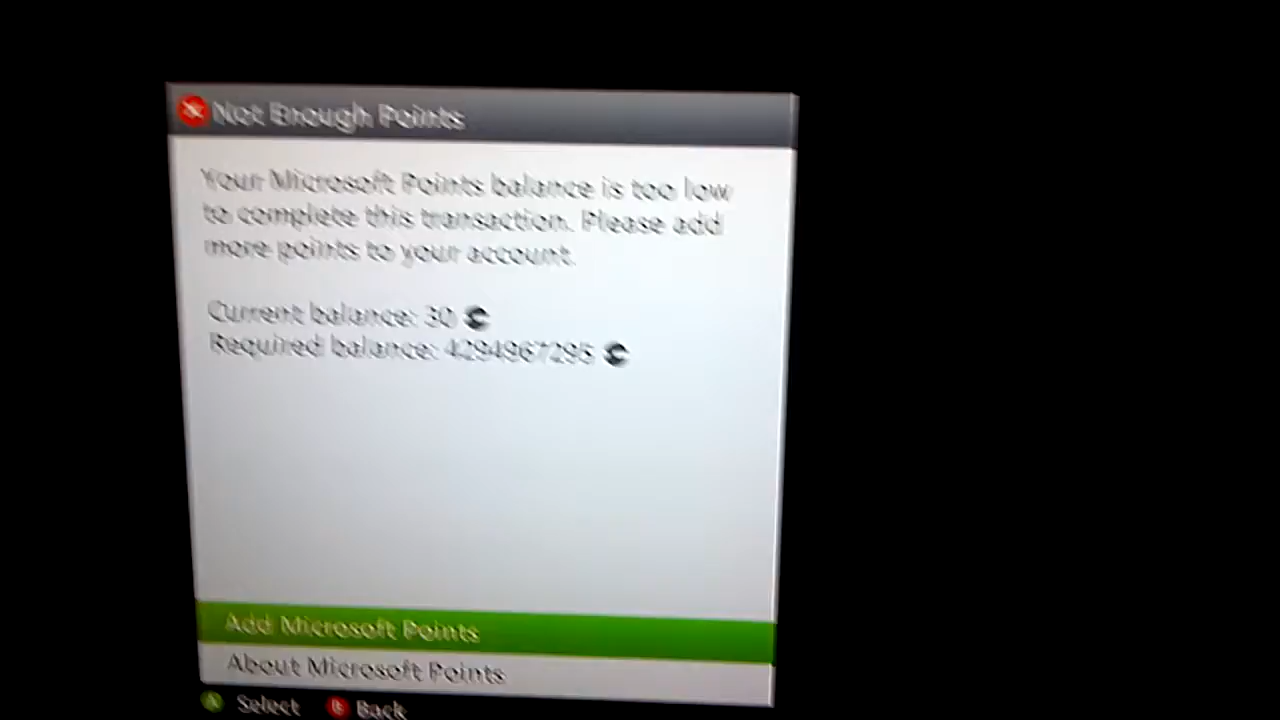 Not Enough Points
Your Microsoft Points balance is too low
to complete this transaction. Please add
more points to your account.
Current balance: 30
Required balance: 4294967295
Add Microsoft Points
About Microsoft Points
A Select B Back